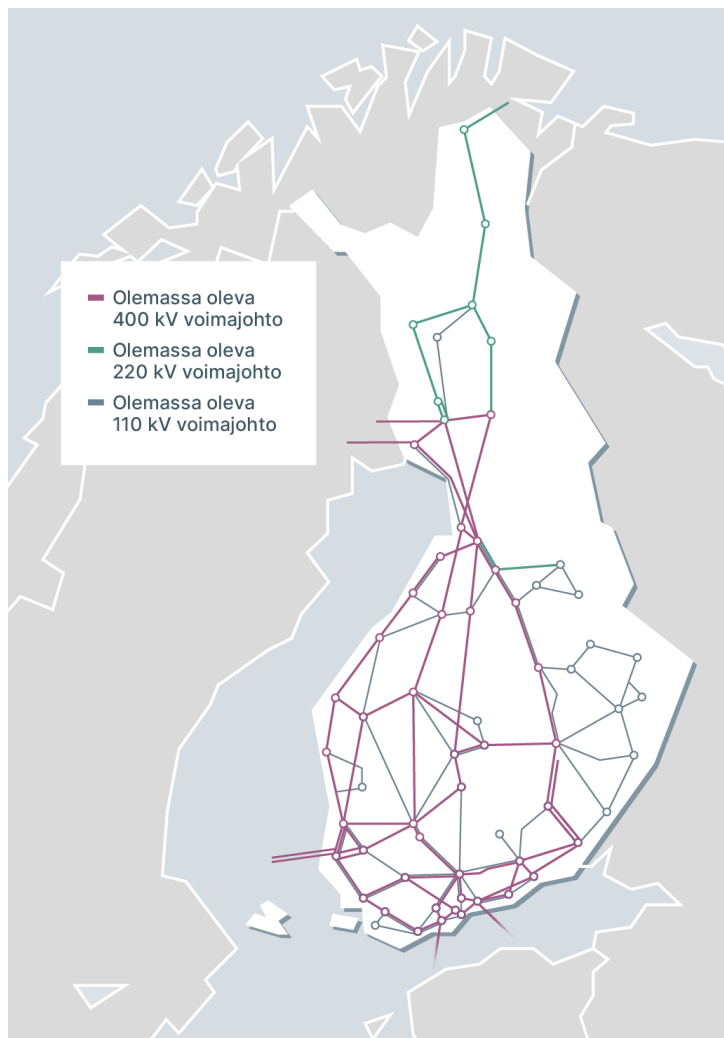 Olemassa oleva
400 kV voimajohto
Olemassa oleva
220 kV voimajohto
Olemassa oleva
110 kV voimajohto